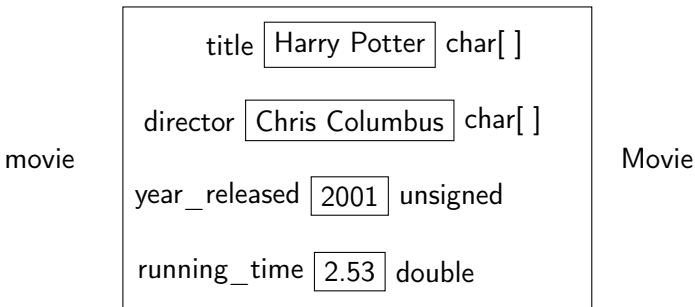 title Harry Potter char[ ]
director Chris Columbus char[ ]
movie Movie
year_released 2001 unsigned
running_time 2.53 double